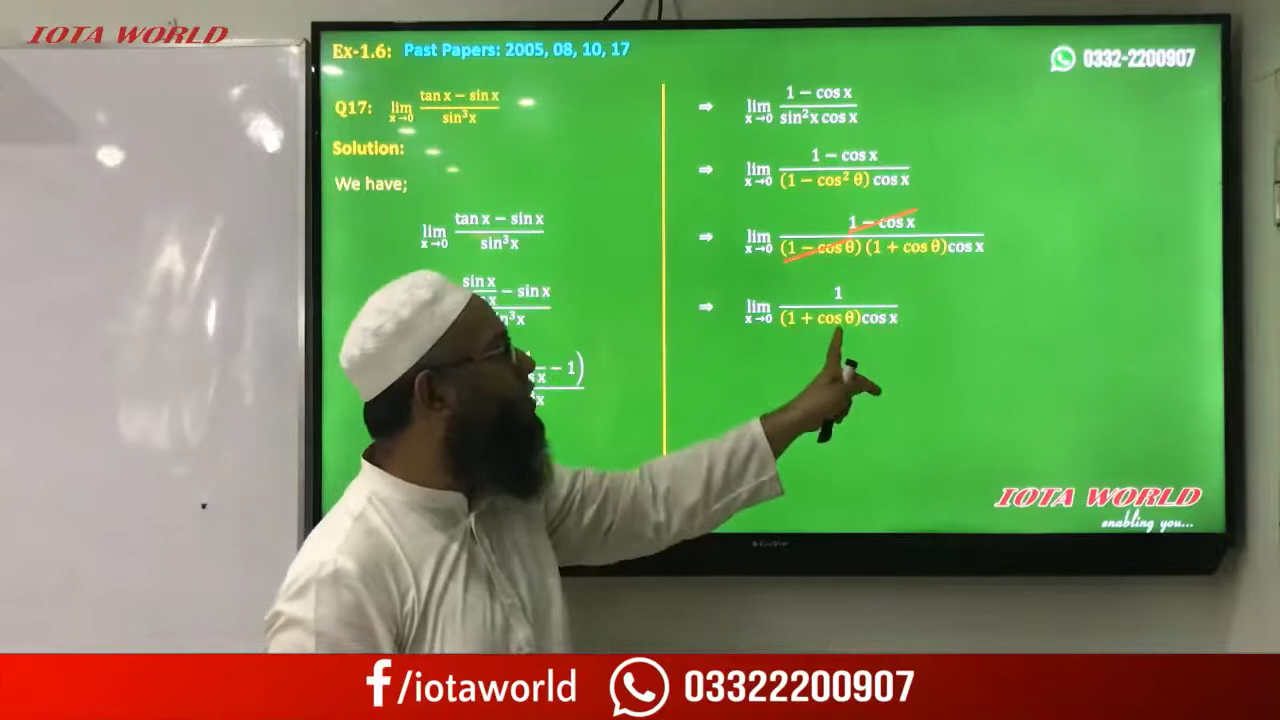 IOTA WORLD
Ex-1.6: Past Papers: 2005, 08, 10, 17
0332-2200907
Q17: lim x→0 (tan x − sin x)/(sin³x)
Solution:
We have;
lim x→0 (tan x − sin x)/(sin³x)
sin x − sin x
− 1)
⇒ lim x→0 (1 − cos x)/(sin²x cos x)
⇒ lim x→0 (1 − cos x)/((1 − cos² θ) cos x)
⇒ lim x→0 (1 − cos x)/((1 − cos θ) (1 + cos θ)cos x)
⇒ lim x→0 1/((1 + cos θ)cos x)
IOTA WORLD
enabling you...
f/iotaworld 03322200907